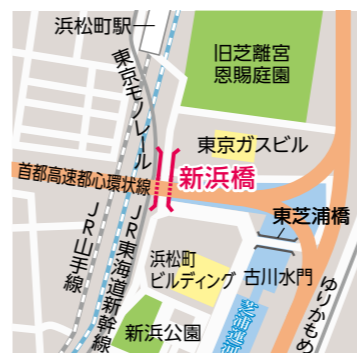 浜松町駅
旧芝離宮
恩賜庭園
東京モノレール
東京ガスビル
首都高速都心環状線
新浜橋
東芝浦橋
JR山手線
JR東海道新幹線
浜松町
ビルディング
古川水門
新浜公園
芝浦運河
ゆりかもめ